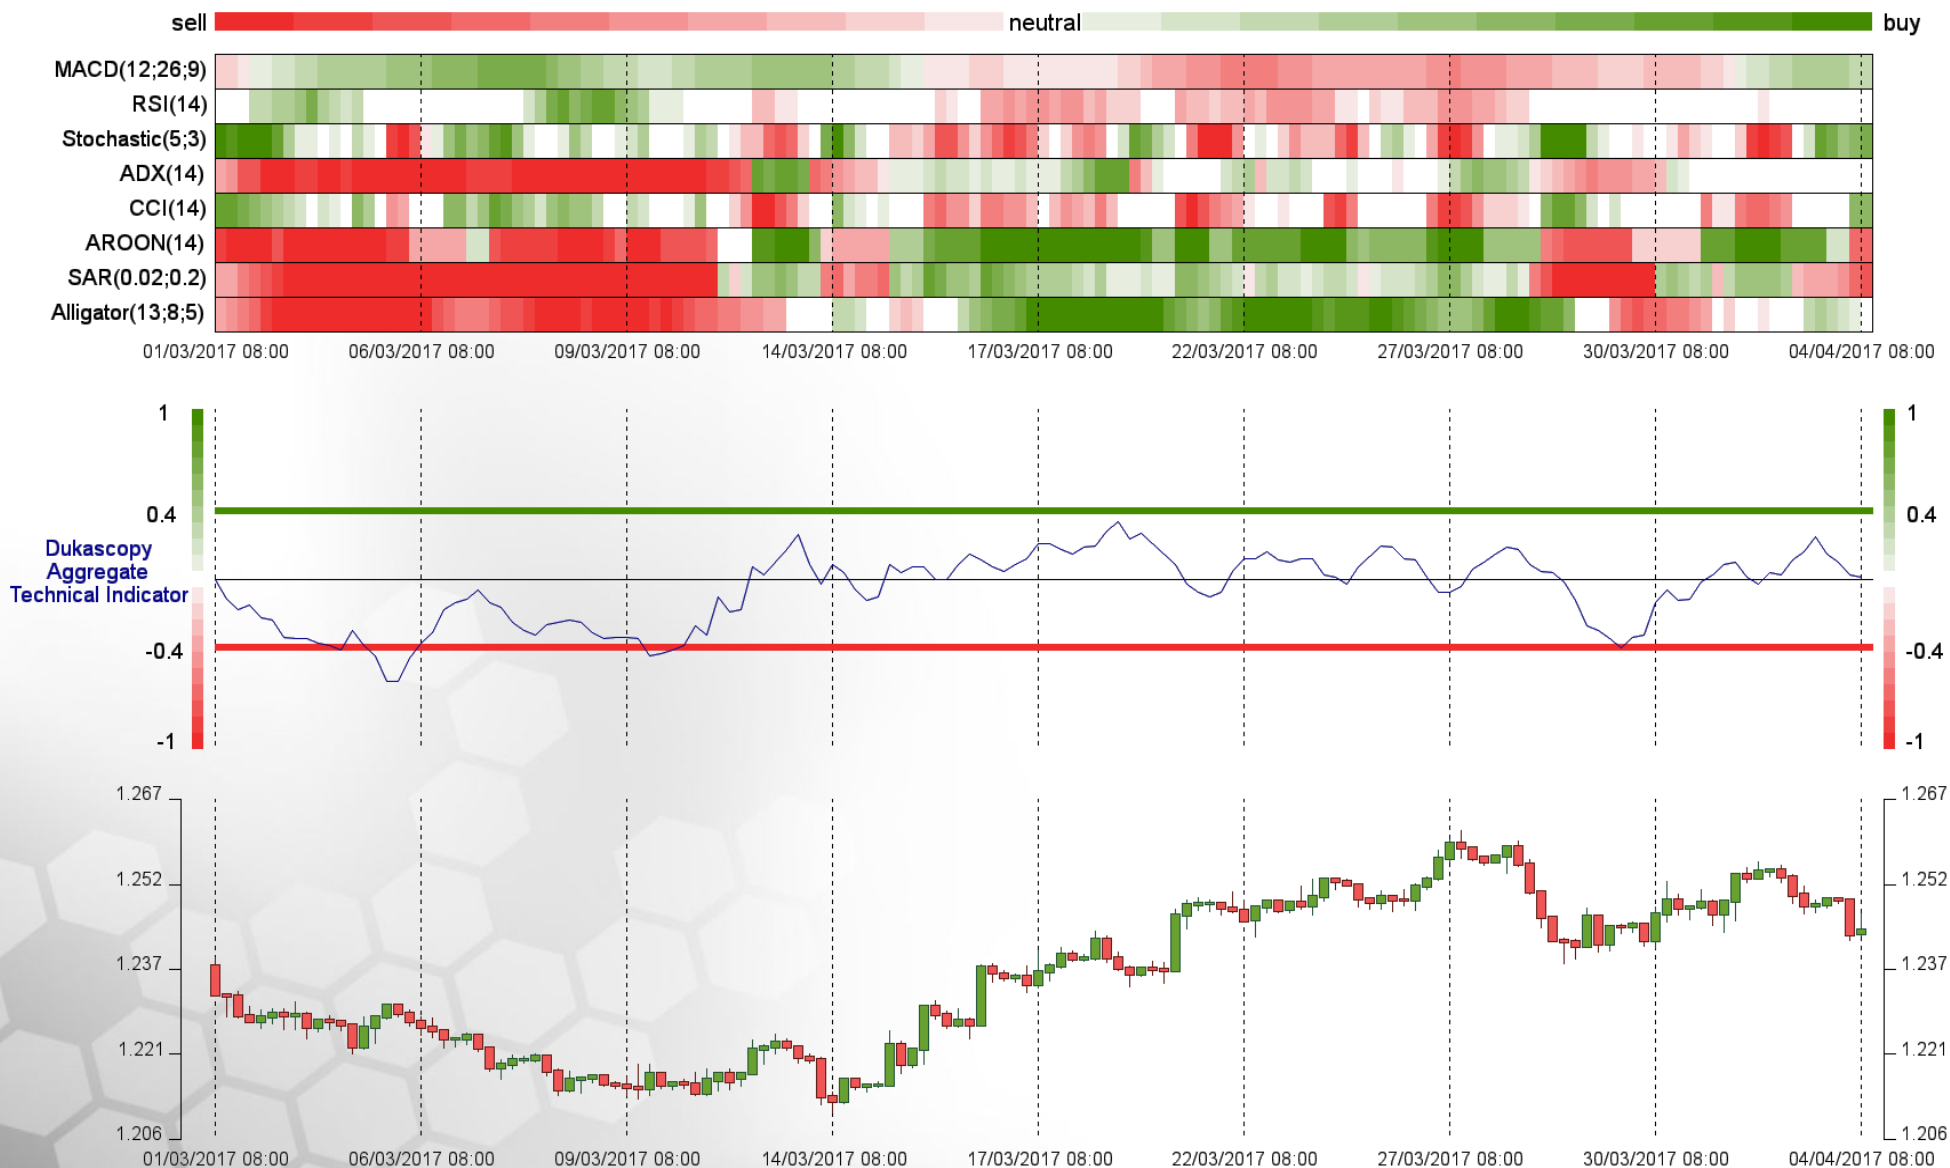 sell neutral buy
MACD(12;26;9)
RSI(14)
Stochastic(5;3)
ADX(14)
CCI(14)
AROON(14)
SAR(0.02;0.2)
Alligator(13;8;5)
01/03/2017 08:00 06/03/2017 08:00 09/03/2017 08:00 14/03/2017 08:00 17/03/2017 08:00 22/03/2017 08:00 27/03/2017 08:00 30/03/2017 08:00 04/04/2017 08:00
1 1
0.4 0.4
Dukascopy
Aggregate
Technical Indicator
-0.4 -0.4
-1 -1
1.267 1.267
1.252 1.252
1.237 1.237
1.221 1.221
1.206 1.206
01/03/2017 08:00 06/03/2017 08:00 09/03/2017 08:00 14/03/2017 08:00 17/03/2017 08:00 22/03/2017 08:00 27/03/2017 08:00 30/03/2017 08:00 04/04/2017 08:00